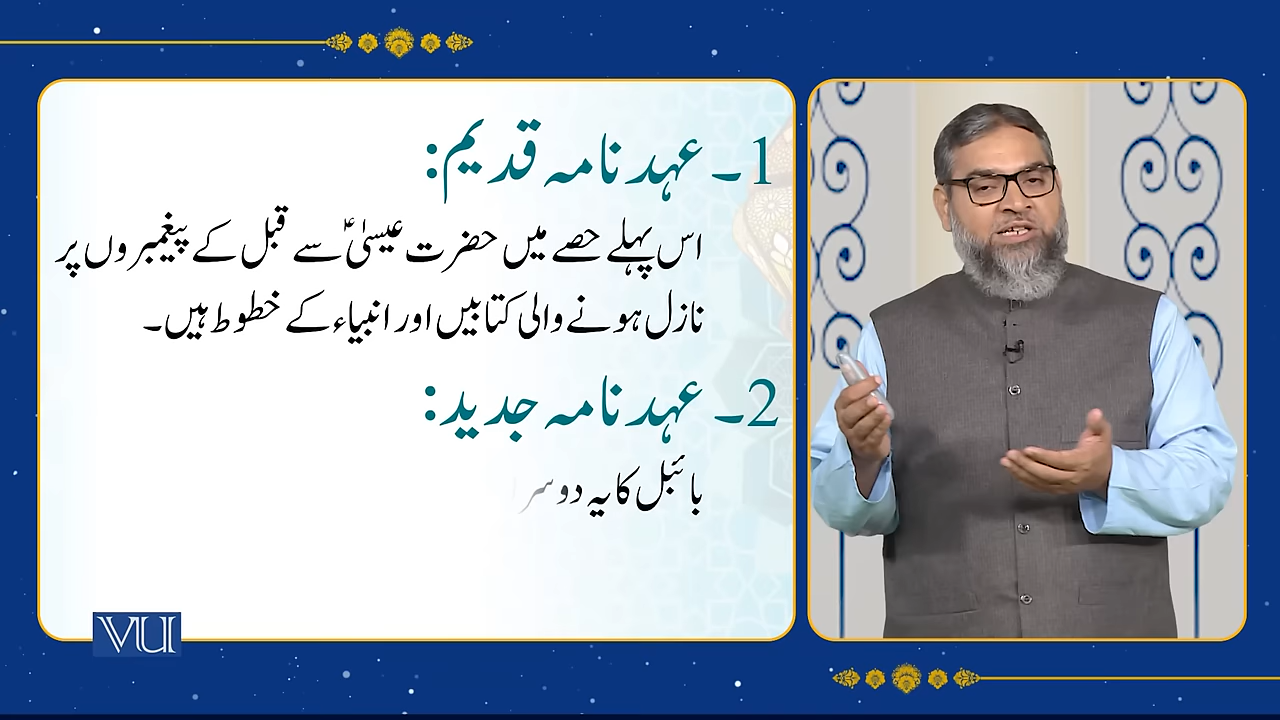 1۔ عہد نامہ قدیم:
اس پہلے حصے میں حضرت عیسیٰؑ سے قبل کے پیغمبروں پر
نازل ہونے والی کتابیں اور انبیاء کے خطوط ہیں۔
2۔ عہد نامہ جدید:
بائبل کا یہ دوسرا
VU